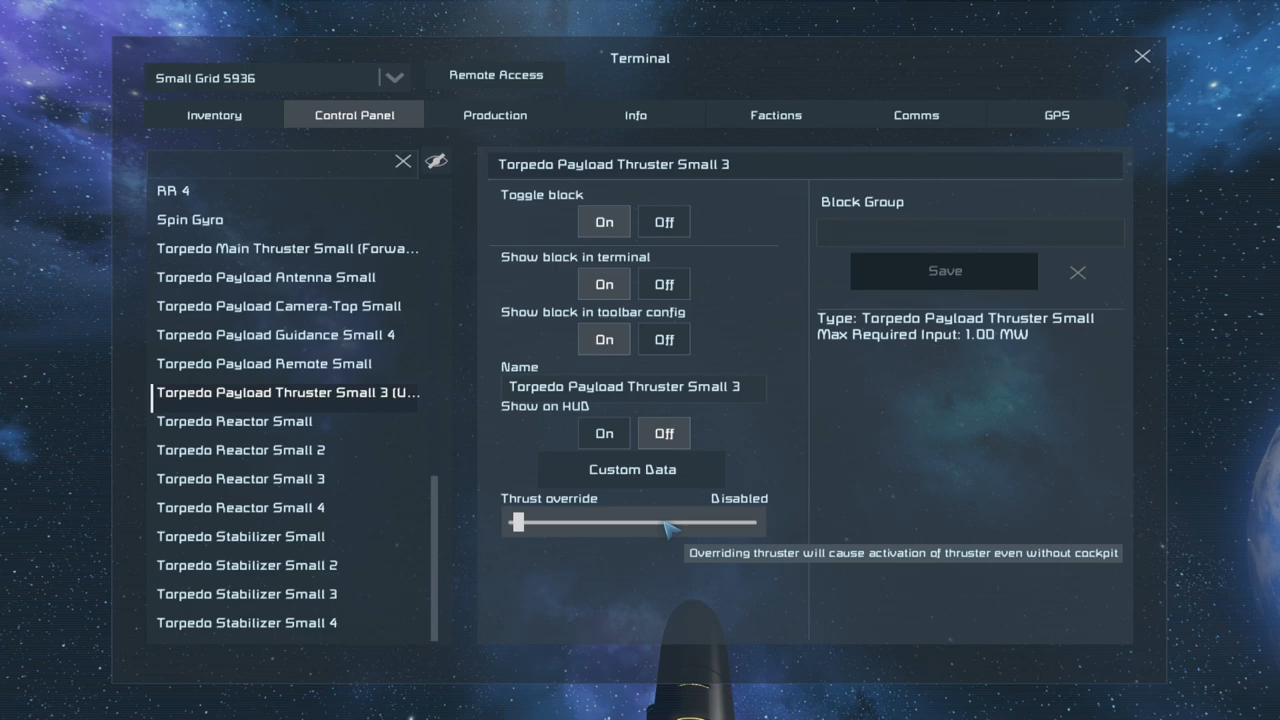 Terminal
Small Grid 5936
Remote Access
Inventory
Control Panel
Production
Info
Factions
Comms
GPS
RR 4
Spin Gyro
Torpedo Main Thruster Small (Forwa...
Torpedo Payload Antenna Small
Torpedo Payload Camera-Top Small
Torpedo Payload Guidance Small 4
Torpedo Payload Remote Small
Torpedo Payload Thruster Small 3 (U...
Torpedo Reactor Small
Torpedo Reactor Small 2
Torpedo Reactor Small 3
Torpedo Reactor Small 4
Torpedo Stabilizer Small
Torpedo Stabilizer Small 2
Torpedo Stabilizer Small 3
Torpedo Stabilizer Small 4
Torpedo Payload Thruster Small 3
Toggle block
On Off
Show block in terminal
On Off
Show block in toolbar config
On Off
Name
Torpedo Payload Thruster Small 3
Show on HUD
On Off
Custom Data
Thrust override Disabled
Overriding thruster will cause activation of thruster even without cockpit
Block Group
Save
Type: Torpedo Payload Thruster Small
Max Required Input: 1.00 MW